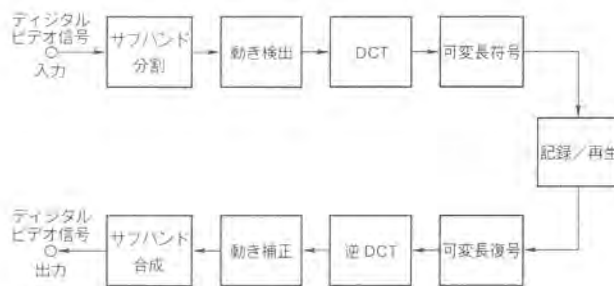 ディジタル
ビデオ信号
入力
サブバンド
分割
動き検出
DCT
可変長符号
記録／再生
ディジタル
ビデオ信号
出力
サブバンド
合成
動き補正
逆DCT
可変長復号